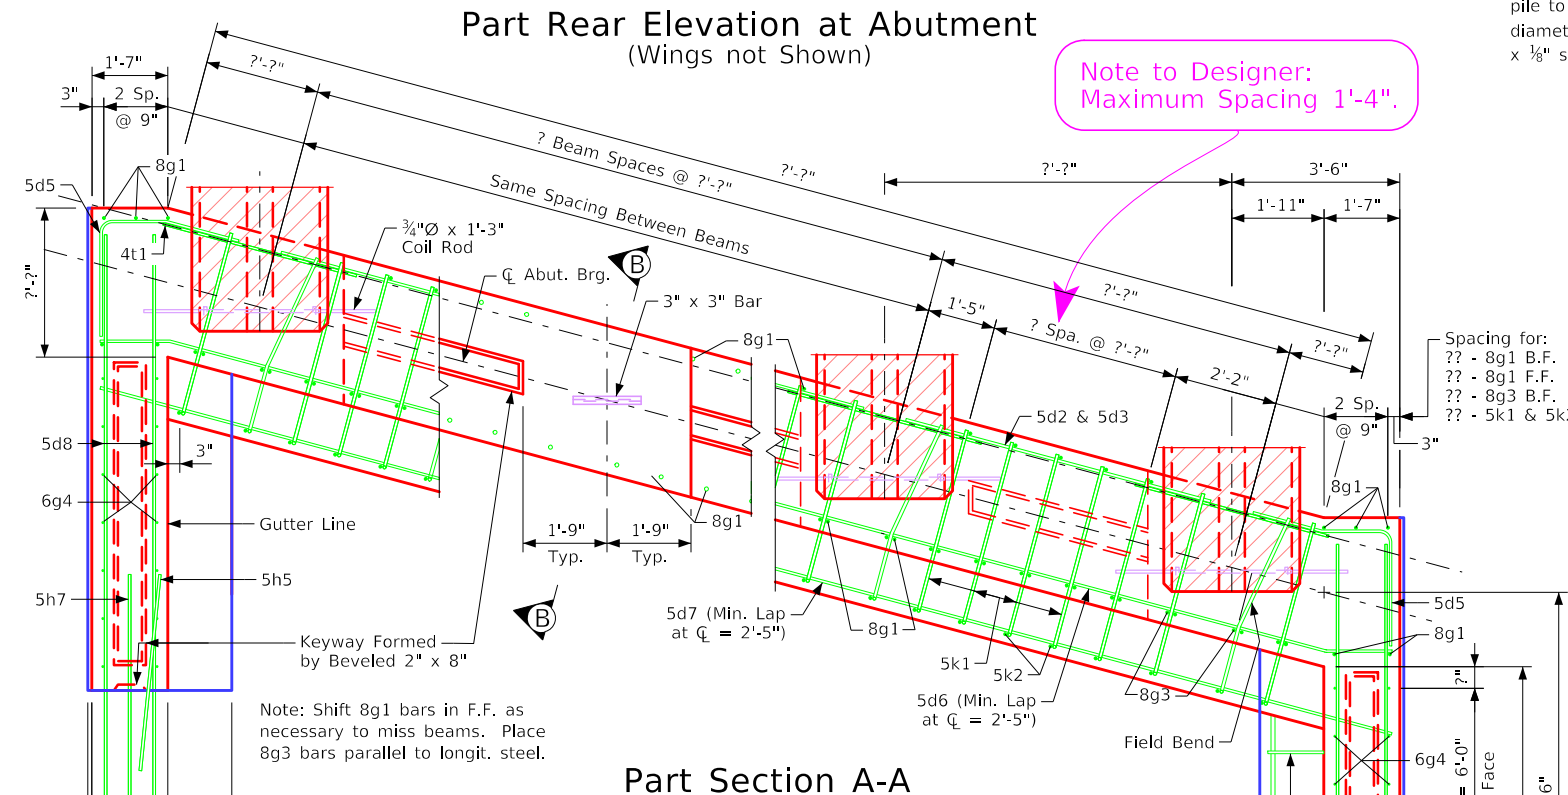 Part Rear Elevation at Abutment
(Wings not Shown)
pile to
diamet
x ⅛" s
Note to Designer:
Maximum Spacing 1'-4".
1'-7"
3"
2 Sp.
@ 9"
?'-?"
? Beam Spaces @ ?'-?"
?'-?"
Same Spacing Between Beams
?'-?"
3'-6"
1'-11"
1'-7"
8g1
5d5
4t1
?'-?"
¾"Ø x 1'-3"
Coil Rod
℄ Abut. Brg.
B
3" x 3" Bar
8g1
1'-5"
?'-?"
? Spa. @ ?'-?"
?'-?"
2'-2"
Spacing for:
?? - 8g1 B.F.
?? - 8g1 F.F.
?? - 8g3 B.F.
?? - 5k1 & 5k
2 Sp.
@ 9"
3"
5d2 & 5d3
5d8
3"
6g4
Gutter Line
8g1
8g1
1'-9"
Typ.
1'-9"
Typ.
5h5
5h7
B
Keyway Formed
by Beveled 2" x 8"
5d7 (Min. Lap
at ℄ = 2'-5")
8g1
5k1
5k2
5d6 (Min. Lap
at ℄ = 2'-5")
8g3
Field Bend
5d5
8g1
?"
Note: Shift 8g1 bars in F.F. as
necessary to miss beams. Place
8g3 bars parallel to longit. steel.
6g4
= 6'-0"
Face
6"
Part Section A-A